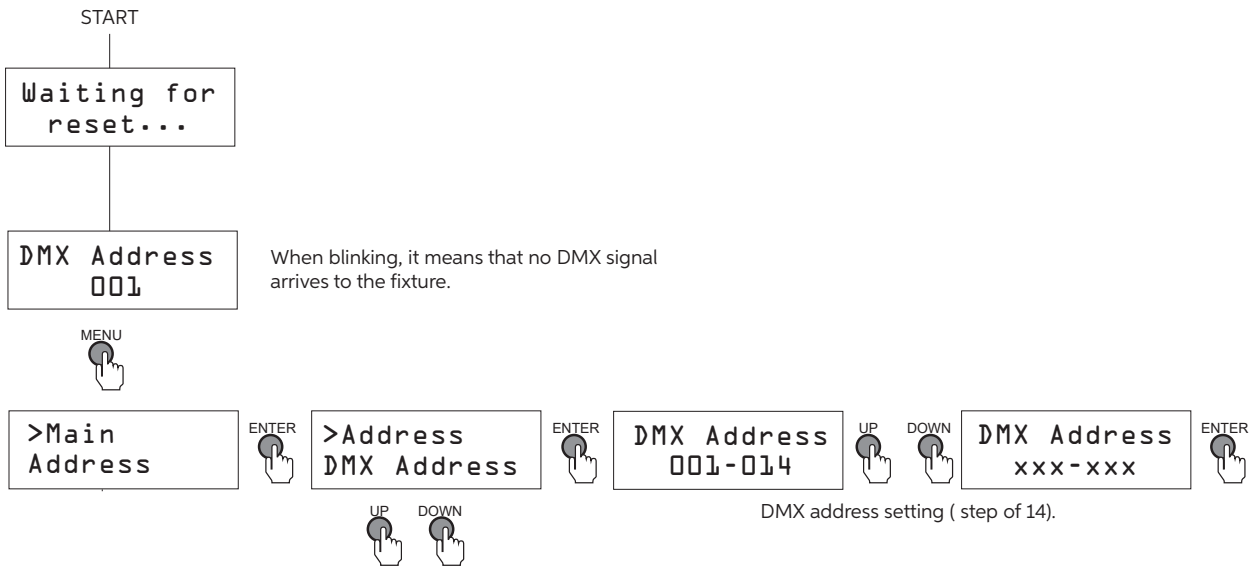 START
Waiting for
reset...
DMX Address
001
When blinking, it means that no DMX signal
arrives to the fixture.
MENU
>Main
Address
ENTER
>Address
DMX Address
ENTER
DMX Address
001-014
UP
DOWN
DMX Address
xxx-xxx
ENTER
DMX address setting ( step of 14).
UP
DOWN